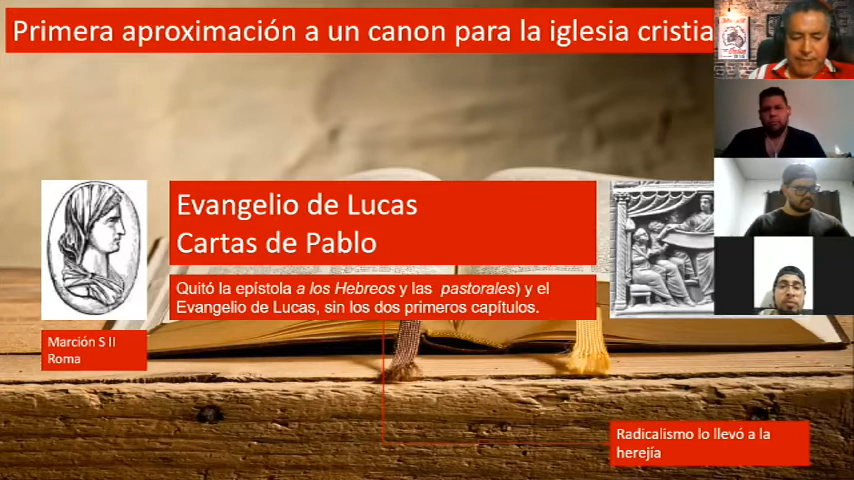 Primera aproximación a un canon para la iglesia cristia
Evangelio de Lucas
Cartas de Pablo
Quitó la epístola a los Hebreos y las pastorales) y el
Evangelio de Lucas, sin los dos primeros capítulos.
Marción S II
Roma
Radicalismo lo llevó a la
herejía